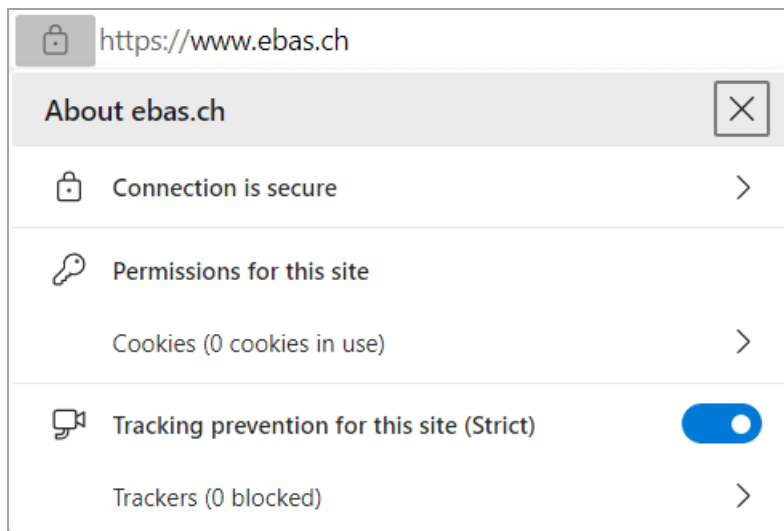 https://www.ebas.ch
About ebas.ch
Connection is secure
Permissions for this site
Cookies (0 cookies in use)
Tracking prevention for this site (Strict)
Trackers (0 blocked)